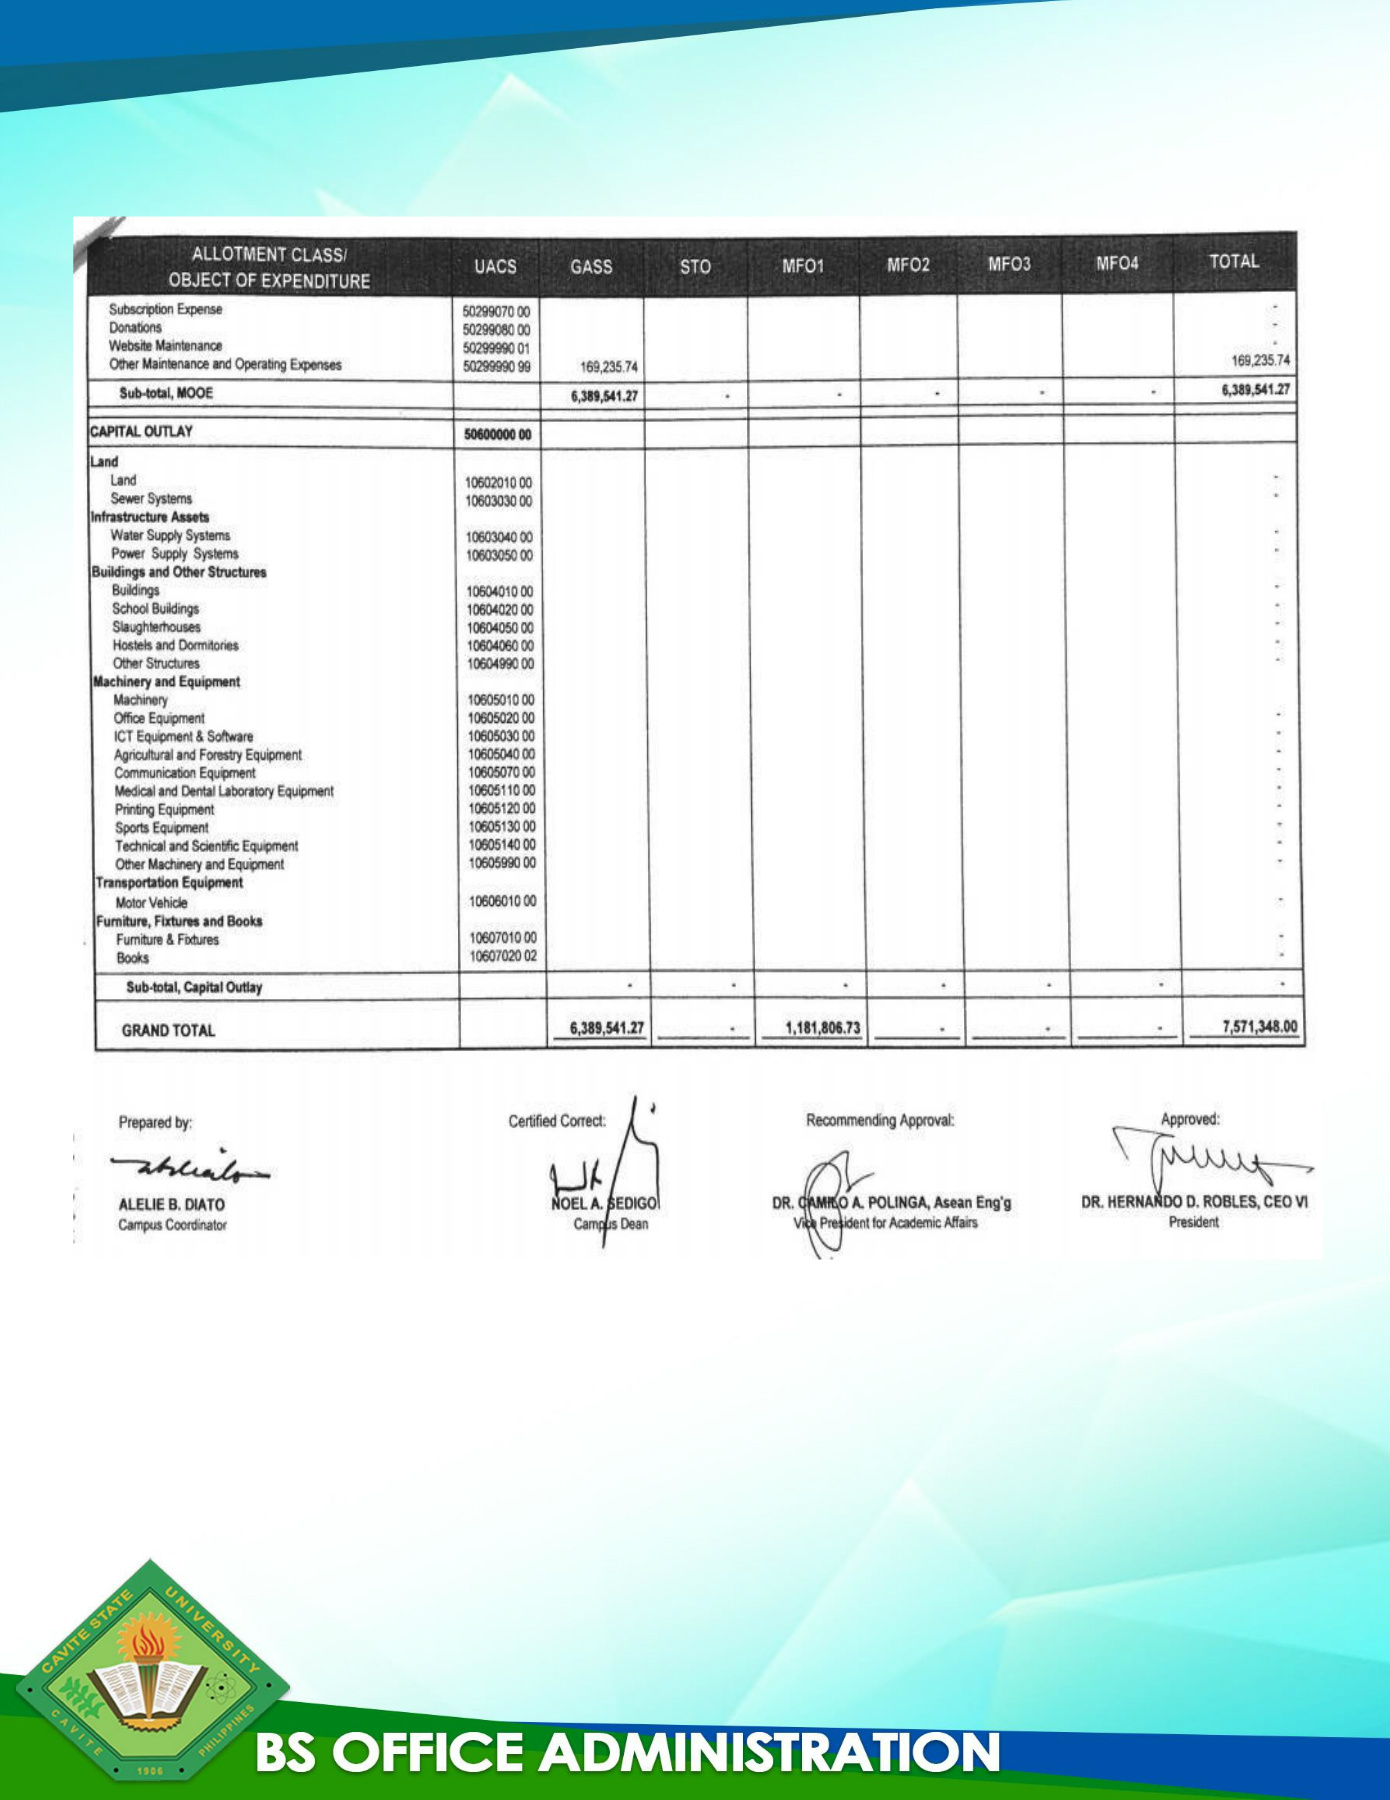 ALLOTMENT CLASS/ OBJECT OF EXPENDITURE UACS GASS STO MFO1 MFO2 MFO3 MFO4 TOTAL
Subscription Expense 50299070 00 -
Donations 50299080 00 -
Website Maintenance 50299990 01 -
Other Maintenance and Operating Expenses 50299990 99 169,235.74 169,235.74
Sub-total, MOOE 6,389,541.27 - - - - - 6,389,541.27
CAPITAL OUTLAY 50600000 00
Land
Land 10602010 00 -
Sewer Systems 10603030 00 -
Infrastructure Assets
Water Supply Systems 10603040 00 -
Power Supply Systems 10603050 00 -
Buildings and Other Structures
Buildings 10604010 00 -
School Buildings 10604020 00 -
Slaughterhouses 10604050 00 -
Hostels and Dormitories 10604060 00 -
Other Structures 10604990 00 -
Machinery and Equipment
Machinery 10605010 00
Office Equipment 10605020 00 -
ICT Equipment & Software 10605030 00 -
Agricultural and Forestry Equipment 10605040 00 -
Communication Equipment 10605070 00 -
Medical and Dental Laboratory Equipment 10605110 00 -
Printing Equipment 10605120 00 -
Sports Equipment 10605130 00 -
Technical and Scientific Equipment 10605140 00 -
Other Machinery and Equipment 10605990 00 -
Transportation Equipment
Motor Vehicle 10606010 00 -
Furniture, Fixtures and Books
Furniture & Fixtures 10607010 00 -
Books 10607020 02 -
Sub-total, Capital Outlay - - - - - - -
GRAND TOTAL 6,389,541.27 - 1,181,806.73 - - - 7,571,348.00
Prepared by: Certified Correct: Recommending Approval: Approved:
ALELIE B. DIATO NOEL A. SEDIGO DR. CAMILO A. POLINGA, Asean Eng'g DR. HERNANDO D. ROBLES, CEO VI
Campus Coordinator Campus Dean Vice President for Academic Affairs President
CAVITE STATE UNIVERSITY
CAVITE PHILIPPINES
1906
BS OFFICE ADMINISTRATION